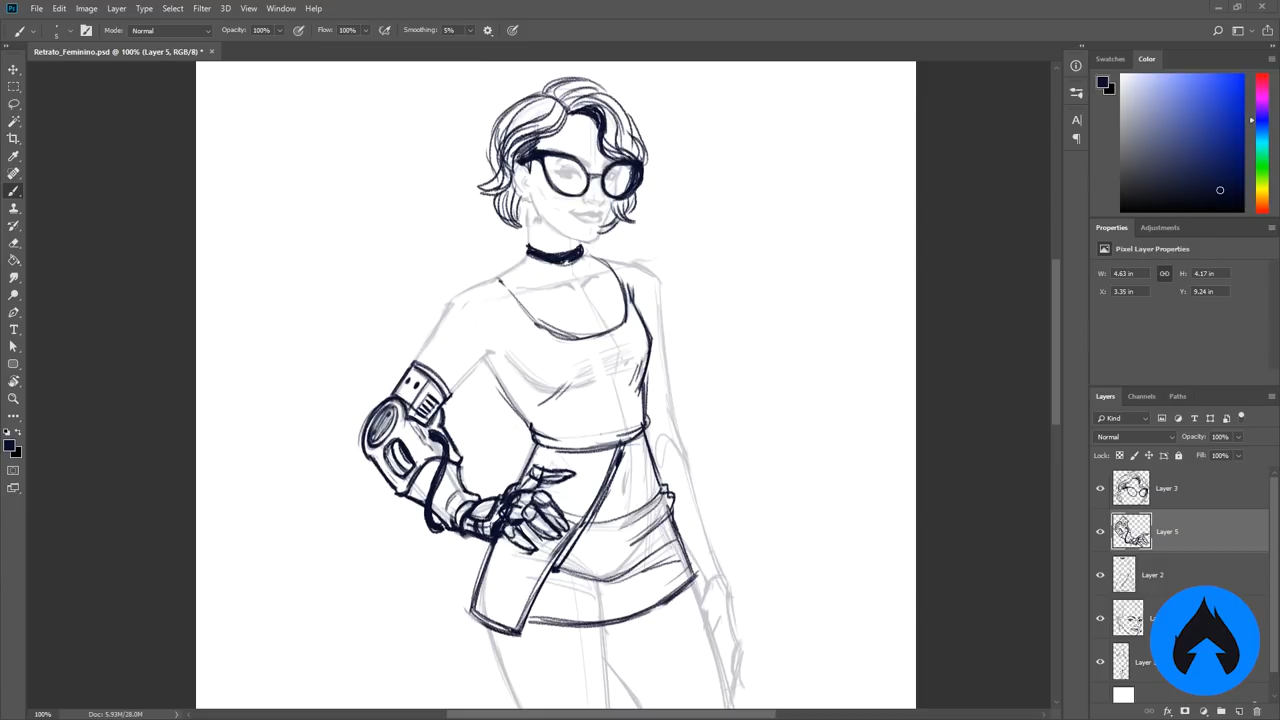 Ps File Edit Image Layer Type Select Filter 3D View Window Help
5 Mode: Normal Opacity: 100% Flow: 100% Smoothing: 5%
Retrato_Feminino.psd @ 100% (Layer 5, RGB/8) * ×
Swatches Color
Properties Adjustments
Pixel Layer Properties
W: 4.63 in H: 4.17 in
X: 3.35 in Y: 9.24 in
Layers Channels Paths
Kind
Normal Opacity: 100%
Lock: Fill: 100%
Layer 3
Layer 5
Layer 2
Layer
100% Doc: 5.93M/28.0M